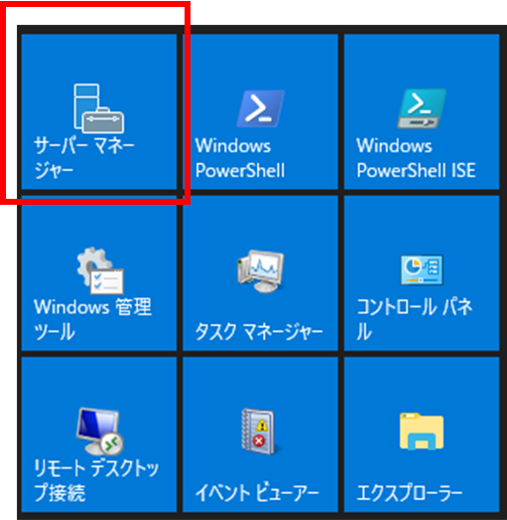 サーバー マネー
ジャー
Windows
PowerShell
Windows
PowerShell ISE
Windows 管理
ツール
タスク マネージャー
コントロール パネ
ル
リモート デスクトッ
プ接続
イベント ビューアー
エクスプローラー